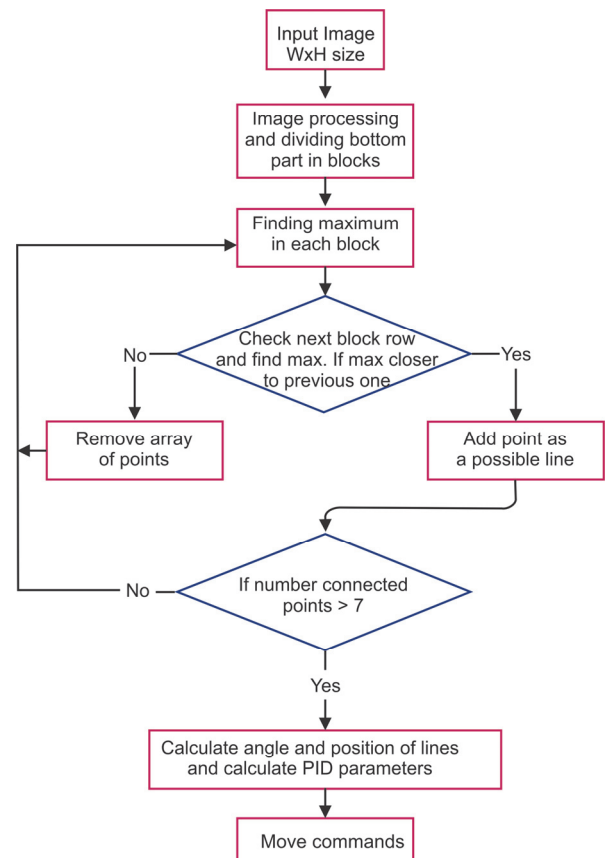 Input Image
WxH size
Image processing
and dividing bottom
part in blocks
Finding maximum
in each block
Check next block row
and find max. If max closer
to previous one
No
Yes
Remove array
of points
Add point as
a possible line
If number connected
points > 7
No
Yes
Calculate angle and position of lines
and calculate PID parameters
Move commands